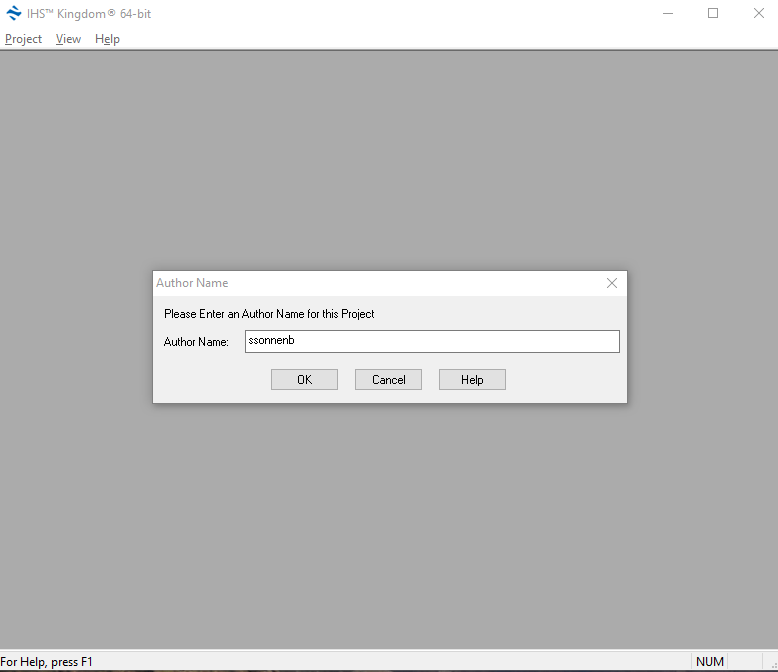 IHS™ Kingdom® 64-bit
Project View Help
Author Name
Please Enter an Author Name for this Project
Author Name: ssonnenb
OK Cancel Help
For Help, press F1 NUM